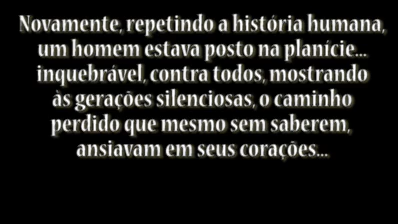 Novamente, repetindo a história humana,
um homem estava posto na planície...
inquebrável, contra todos, mostrando
às gerações silenciosas, o caminho
perdido que mesmo sem saberem,
ansiavam em seus corações...